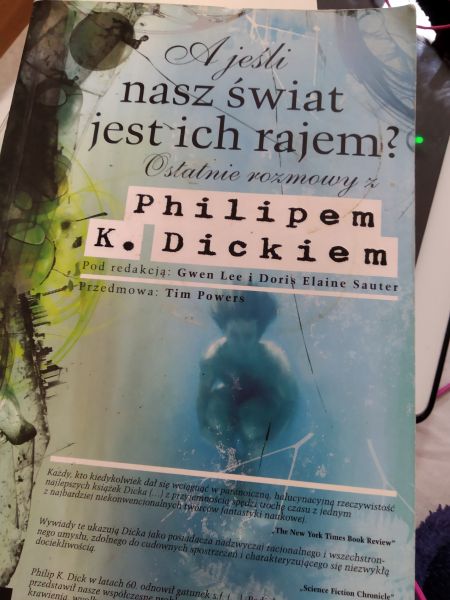 A jeśli
nasz świat
jest ich rajem?
Ostatnie rozmowy z
Philipem
K. Dickiem
Pod redakcją: Gwen Lee i Doris Elaine Sauter
Przedmowa: Tim Powers
Każdy, kto kiedykolwiek dał się wciągnąć w paranoiczną, halucynacyjną rzeczywistość
najlepszych książek Dicka (...) z przyjemnością spędzi trochę czasu z jednym
z najbardziej niekonwencjonalnych twórców fantastyki naukowej.
„The New York Times Book Review”
Wywiady te ukazują Dicka jako posiadacza nadzwyczaj racjonalnego i wszechstron-
nego umysłu, zdolnego do cudownych spostrzeżeń i charakteryzującego się niezwykłą
dociekliwością.
„Science Fiction Chronicle”
Philip K. Dick w latach 60. odnowił gatunek s.f. (...)
przedstawił nasze współczesne